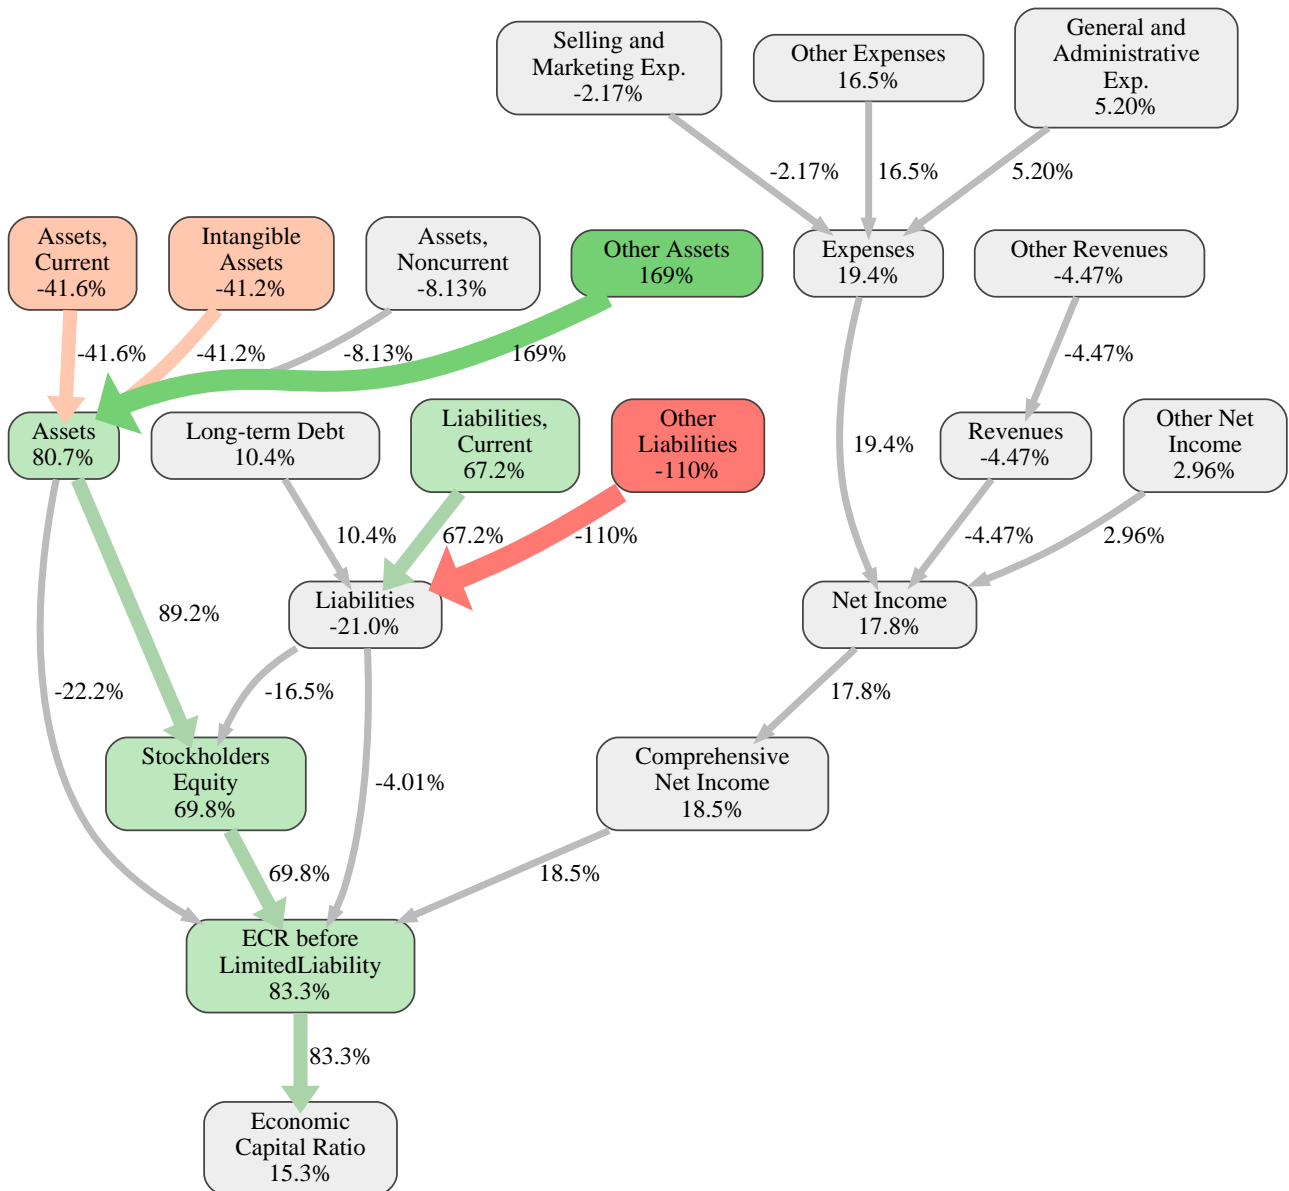 Selling and
Marketing Exp.
-2.17%
Other Expenses
16.5%
General and
Administrative
Exp.
5.20%
-2.17%
16.5%
5.20%
Assets,
Current
-41.6%
Intangible
Assets
-41.2%
Assets,
Noncurrent
-8.13%
Other Assets
169%
Expenses
19.4%
Other Revenues
-4.47%
-41.6%
-41.2%
-8.13%
169%
-4.47%
Assets
80.7%
Long-term Debt
10.4%
Liabilities,
Current
67.2%
Other
Liabilities
-110%
19.4%
Revenues
-4.47%
Other Net
Income
2.96%
10.4%
67.2%
-110%
-4.47%
2.96%
89.2%
Liabilities
-21.0%
Net Income
17.8%
-22.2%
-16.5%
17.8%
Stockholders
Equity
69.8%
-4.01%
Comprehensive
Net Income
18.5%
69.8%
18.5%
ECR before
LimitedLiability
83.3%
83.3%
Economic
Capital Ratio
15.3%